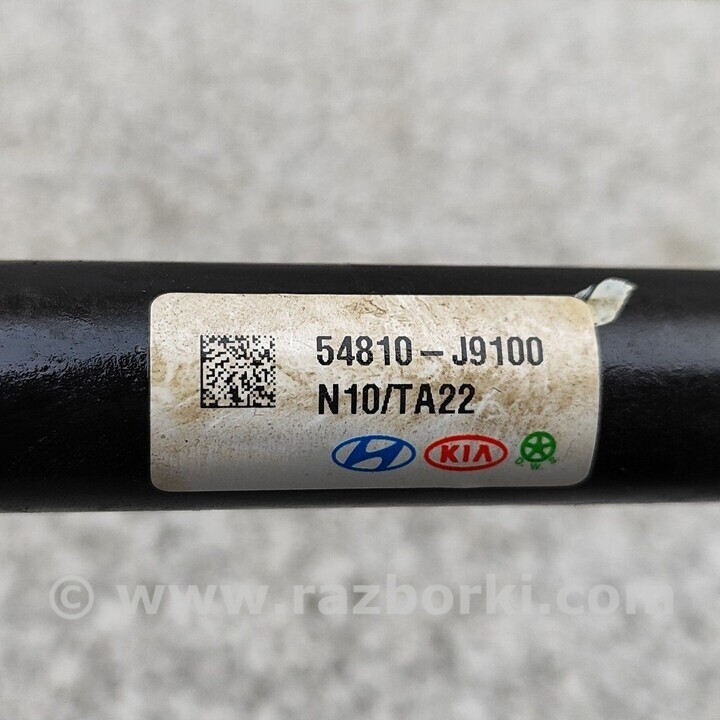 54810-J9100
N10/TA22
KIA
D.W.S
© www.razborki.com